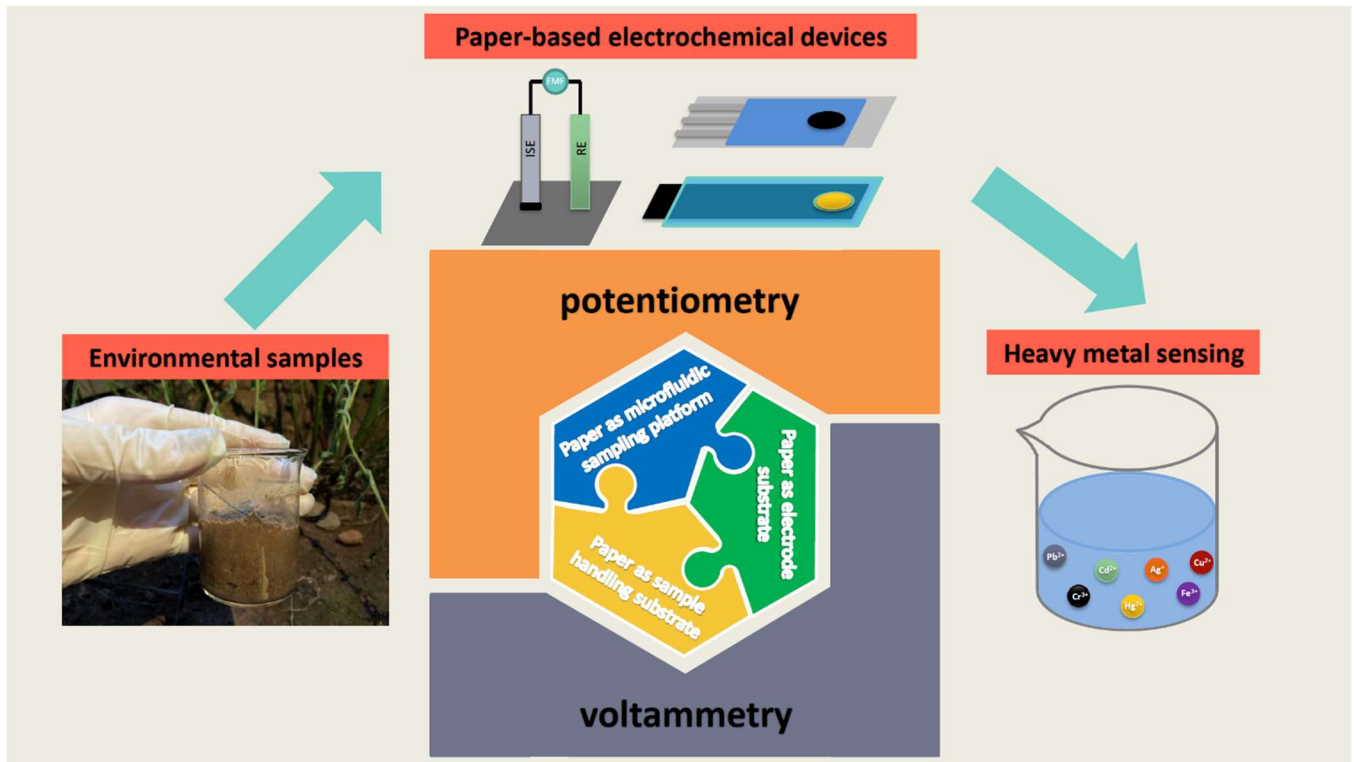 Paper-based electrochemical devices
EMF
ISE
RE
potentiometry
Environmental samples
Heavy metal sensing
Paper as microfluidic
sampling platform
Paper as electrode
substrate
Paper as sample
handling substrate
Pb²⁺
Cd²⁺
Ag⁺
Cu²⁺
Cr³⁺
Hg²⁺
Fe³⁺
voltammetry